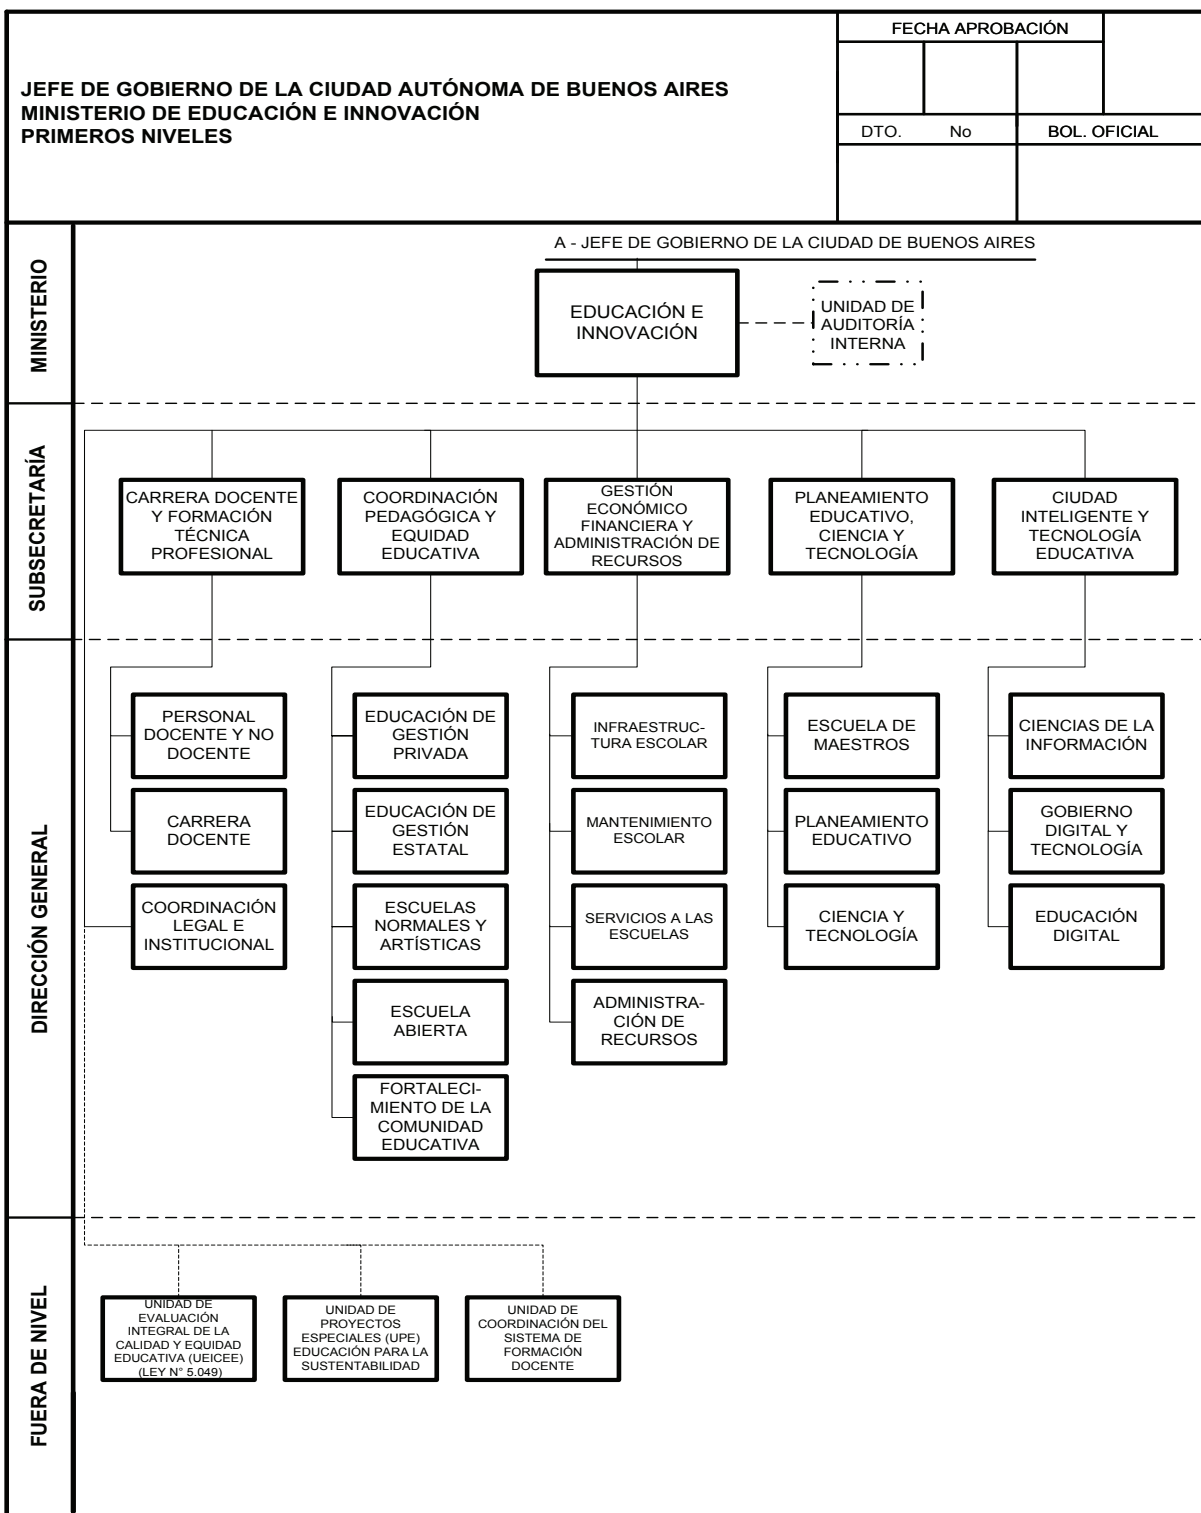 JEFE DE GOBIERNO DE LA CIUDAD AUTÓNOMA DE BUENOS AIRES
MINISTERIO DE EDUCACIÓN E INNOVACIÓN
PRIMEROS NIVELES
FECHA APROBACIÓN
DTO. No
BOL. OFICIAL
MINISTERIO
A - JEFE DE GOBIERNO DE LA CIUDAD DE BUENOS AIRES
EDUCACIÓN E
INNOVACIÓN
UNIDAD DE
AUDITORÍA
INTERNA
SUBSECRETARÍA
CARRERA DOCENTE
Y FORMACIÓN
TÉCNICA
PROFESIONAL
COORDINACIÓN
PEDAGÓGICA Y
EQUIDAD
EDUCATIVA
GESTIÓN
ECONÓMICO
FINANCIERA Y
ADMINISTRACIÓN DE
RECURSOS
PLANEAMIENTO
EDUCATIVO,
CIENCIA Y
TECNOLOGÍA
CIUDAD
INTELIGENTE Y
TECNOLOGÍA
EDUCATIVA
DIRECCIÓN GENERAL
PERSONAL
DOCENTE Y NO
DOCENTE
CARRERA
DOCENTE
COORDINACIÓN
LEGAL E
INSTITUCIONAL
EDUCACIÓN DE
GESTIÓN
PRIVADA
EDUCACIÓN DE
GESTIÓN
ESTATAL
ESCUELAS
NORMALES Y
ARTÍSTICAS
ESCUELA
ABIERTA
FORTALECI-
MIENTO DE LA
COMUNIDAD
EDUCATIVA
INFRAESTRUC-
TURA ESCOLAR
MANTENIMIENTO
ESCOLAR
SERVICIOS A LAS
ESCUELAS
ADMINISTRA-
CIÓN DE
RECURSOS
ESCUELA DE
MAESTROS
PLANEAMIENTO
EDUCATIVO
CIENCIA Y
TECNOLOGÍA
CIENCIAS DE LA
INFORMACIÓN
GOBIERNO
DIGITAL Y
TECNOLOGÍA
EDUCACIÓN
DIGITAL
FUERA DE NIVEL
UNIDAD DE
EVALUACIÓN
INTEGRAL DE LA
CALIDAD Y EQUIDAD
EDUCATIVA (UEICEE)
(LEY N° 5.049)
UNIDAD DE
PROYECTOS
ESPECIALES (UPE)
EDUCACIÓN PARA LA
SUSTENTABILIDAD
UNIDAD DE
COORDINACIÓN DEL
SISTEMA DE
FORMACIÓN
DOCENTE